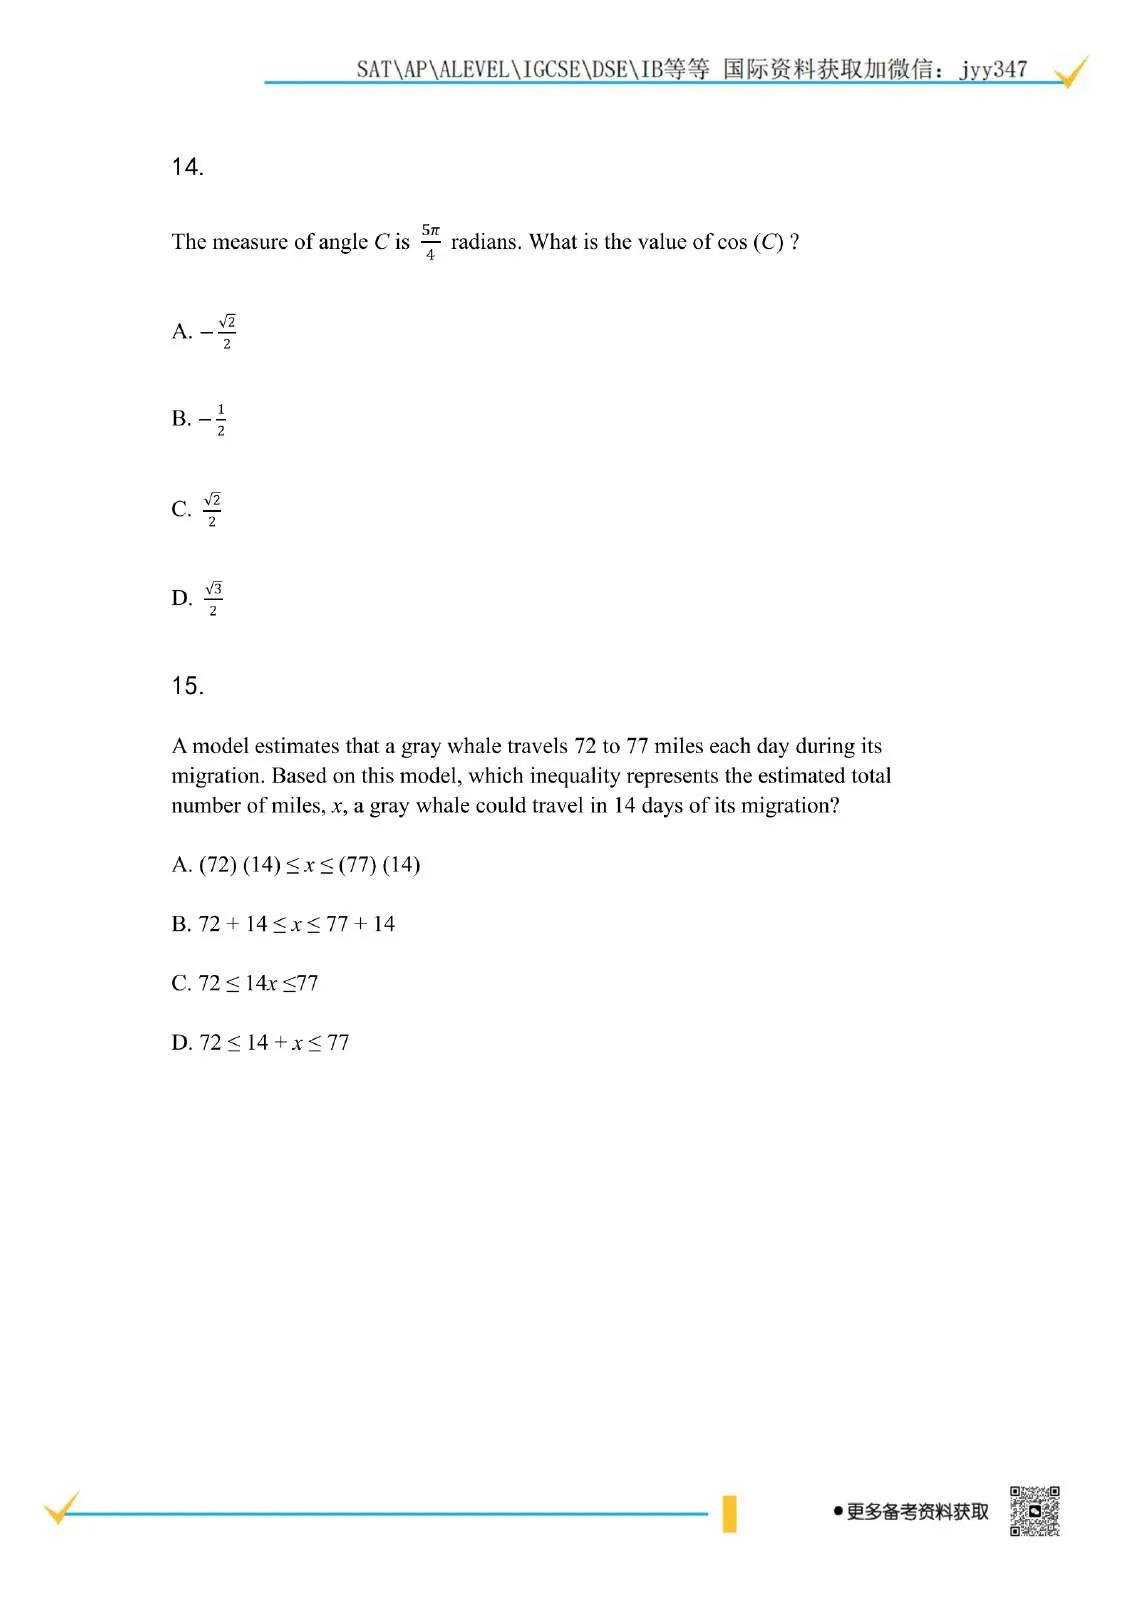 SAT\AP\ALEVEL\IGCSE\DSE\IB等等 国际资料获取加微信：jyy347
14.
The measure of angle C is 5π/4 radians. What is the value of cos (C) ?
A. −√2/2
B. −1/2
C. √2/2
D. √3/2
15.
A model estimates that a gray whale travels 72 to 77 miles each day during its
migration. Based on this model, which inequality represents the estimated total
number of miles, x, a gray whale could travel in 14 days of its migration?
A. (72) (14) ≤ x ≤ (77) (14)
B. 72 + 14 ≤ x ≤ 77 + 14
C. 72 ≤ 14x ≤77
D. 72 ≤ 14 + x ≤ 77
●更多备考资料获取